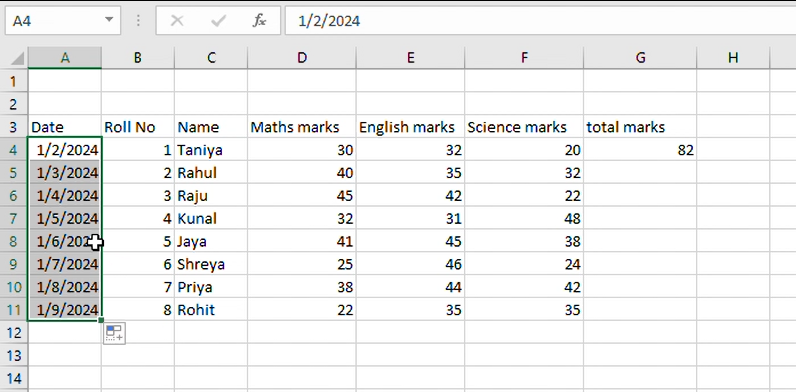 A4 fx 1/2/2024
A B C D E F G H
1
2
3 Date Roll No Name Maths marks English marks Science marks total marks
4 1/2/2024 1 Taniya 30 32 20 82
5 1/3/2024 2 Rahul 40 35 32
6 1/4/2024 3 Raju 45 42 22
7 1/5/2024 4 Kunal 32 31 48
8 1/6/2024 5 Jaya 41 45 38
9 1/7/2024 6 Shreya 25 46 24
10 1/8/2024 7 Priya 38 44 42
11 1/9/2024 8 Rohit 22 35 35
12
13
14